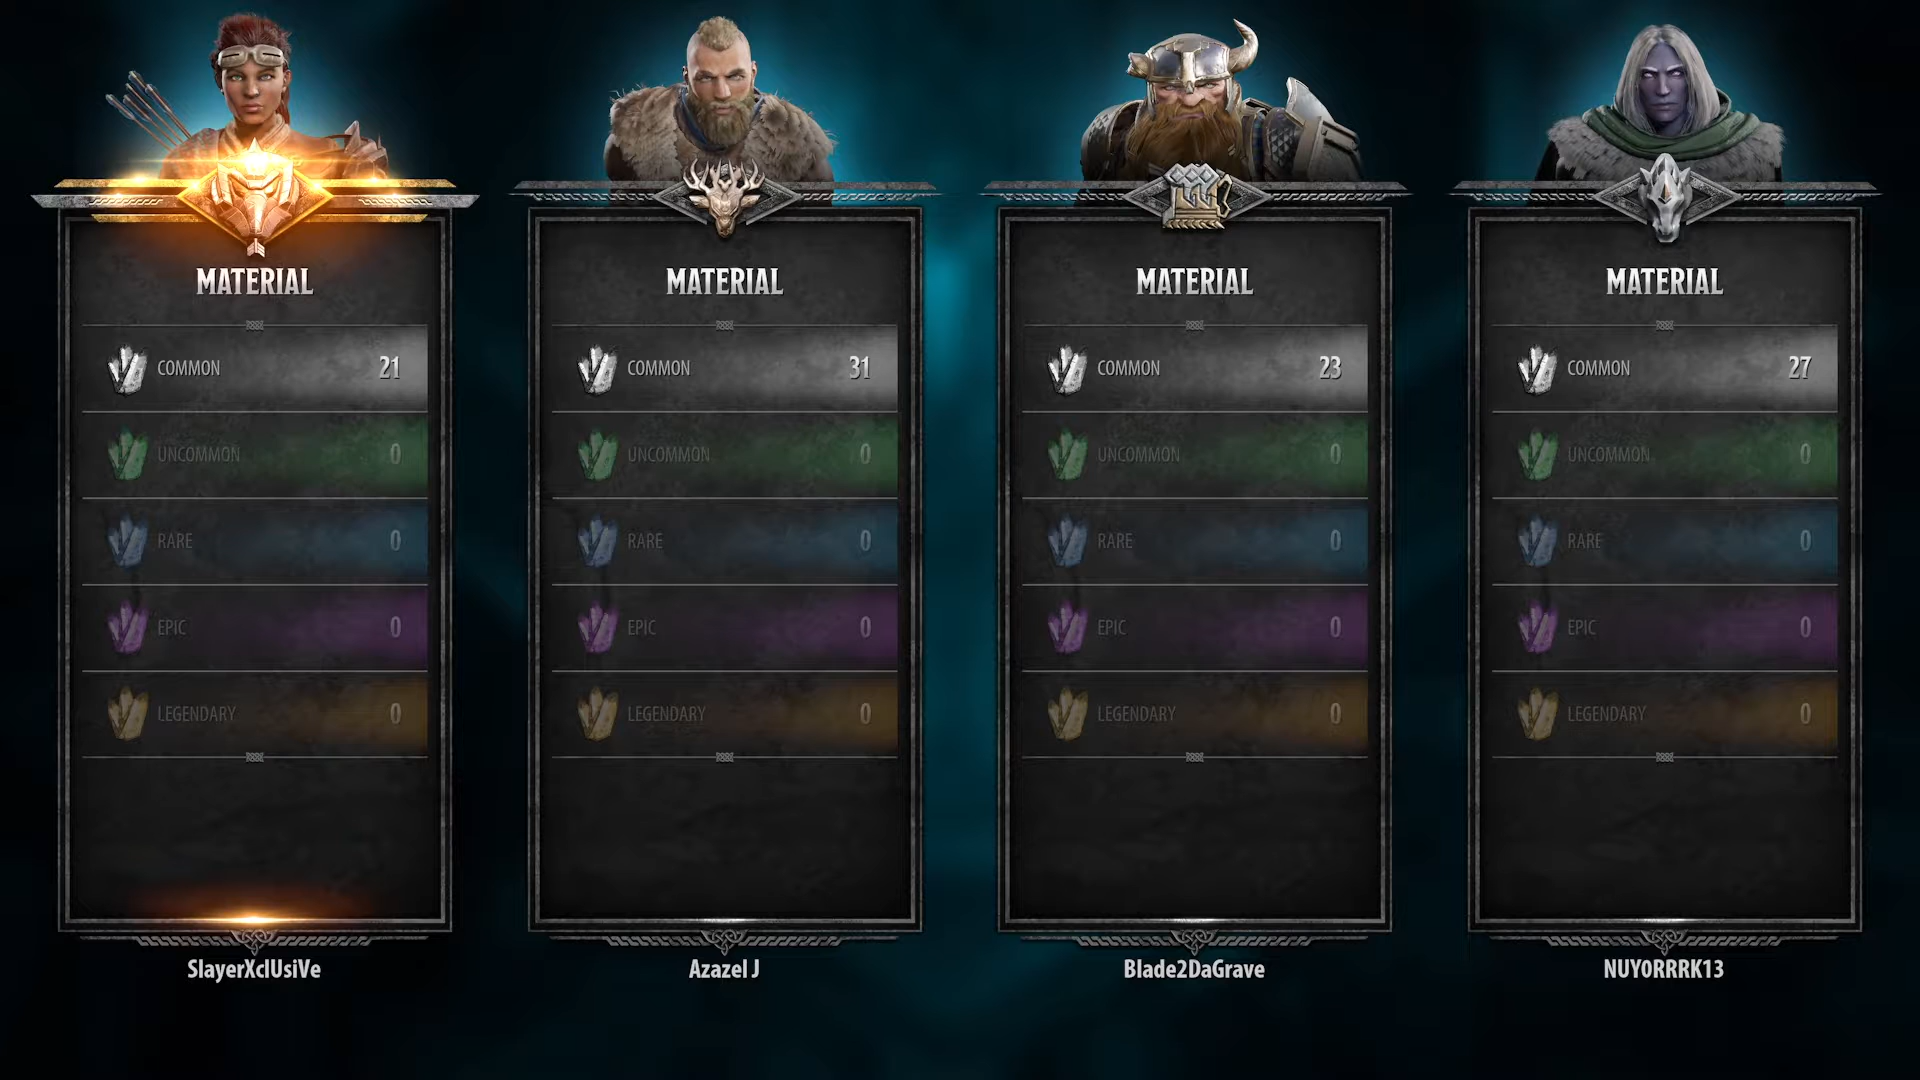 MATERIAL
COMMON 21
UNCOMMON 0
RARE 0
EPIC 0
LEGENDARY 0
SlayerXclUsiVe
MATERIAL
COMMON 31
UNCOMMON 0
RARE 0
EPIC 0
LEGENDARY 0
Azazel J
MATERIAL
COMMON 23
UNCOMMON 0
RARE 0
EPIC 0
LEGENDARY 0
Blade2DaGrave
MATERIAL
COMMON 27
UNCOMMON 0
RARE 0
EPIC 0
LEGENDARY 0
NUY0RRRK13